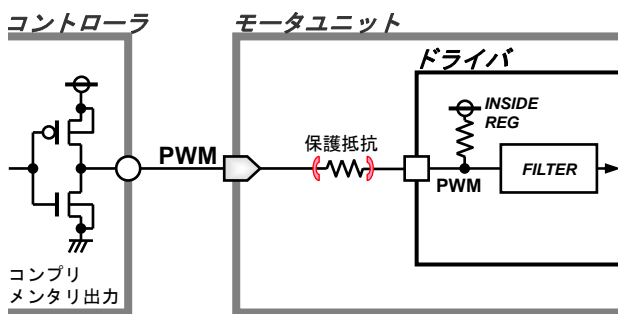 コントローラ
モータユニット
ドライバ
INSIDE
REG
保護抵抗
PWM
PWM
FILTER
コンプリ
メンタリ出力